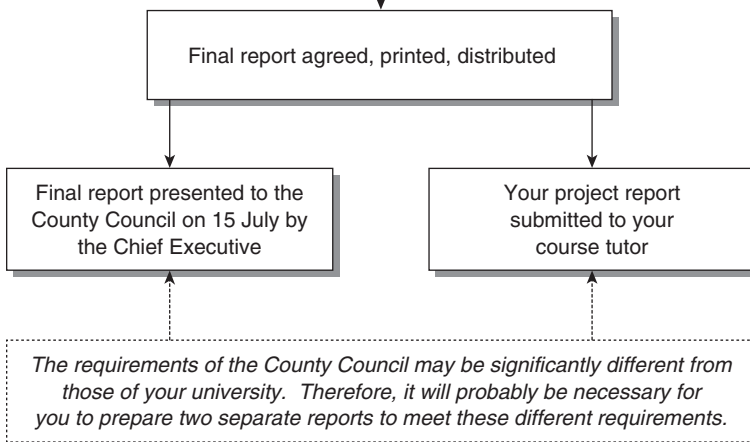 Final report agreed, printed, distributed
Final report presented to the
County Council on 15 July by
the Chief Executive
Your project report
submitted to your
course tutor
The requirements of the County Council may be significantly different from
those of your university.  Therefore, it will probably be necessary for
you to prepare two separate reports to meet these different requirements.